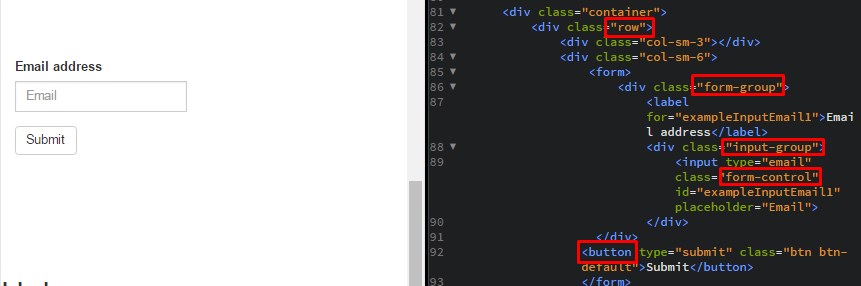 Email address
Email
Submit
81 <div class="container">
82 <div class="row">
83 <div class="col-sm-3"></div>
84 <div class="col-sm-6">
85 <form>
86 <div class="form-group">
87 <label
for="exampleInputEmail1">Emai
l address</label>
88 <div class="input-group">
89 <input type="email"
class="form-control"
id="exampleInputEmail1"
placeholder="Email">
90 </div>
91 </div>
92 <button type="submit" class="btn btn-
default">Submit</button>
93 </form>